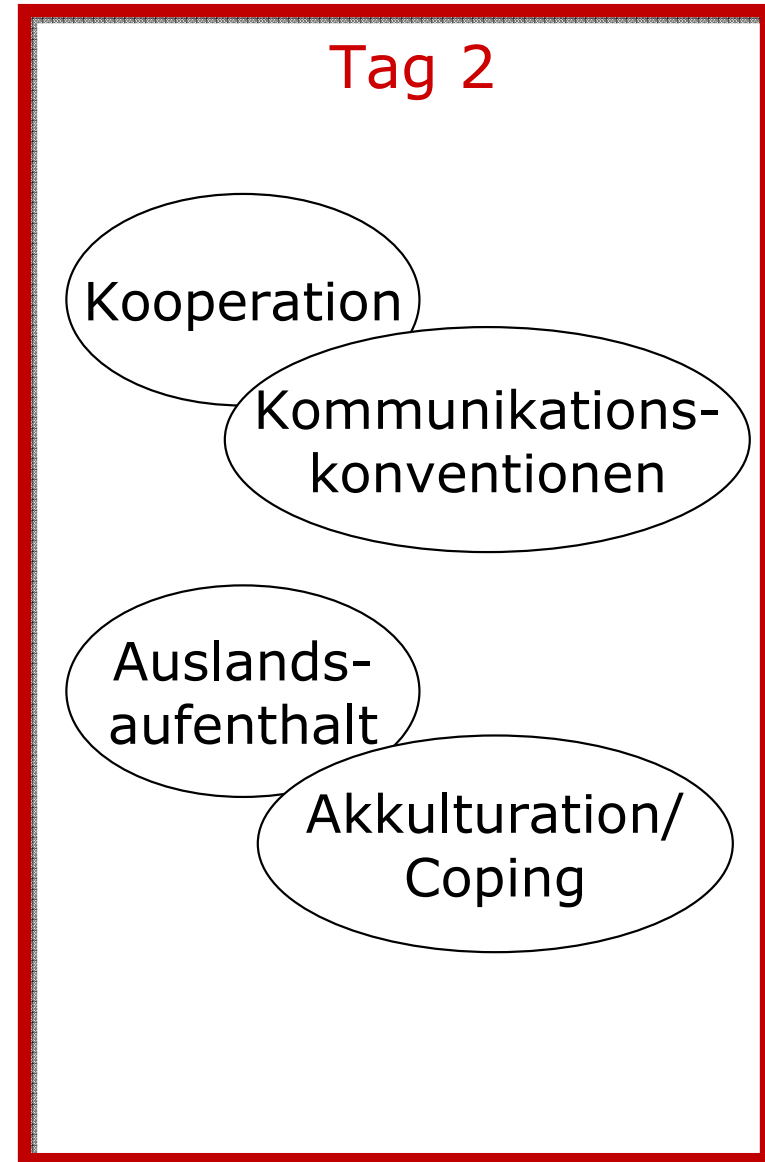 Tag 2
Kooperation
Kommunikations-
konventionen
Auslands-
aufenthalt
Akkulturation/
Coping